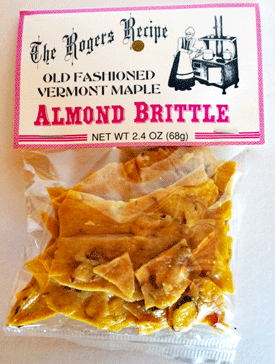 The Rogers Recipe
OLD FASHIONED
VERMONT MAPLE
ALMOND BRITTLE
NET WT 2.4 OZ (68g)